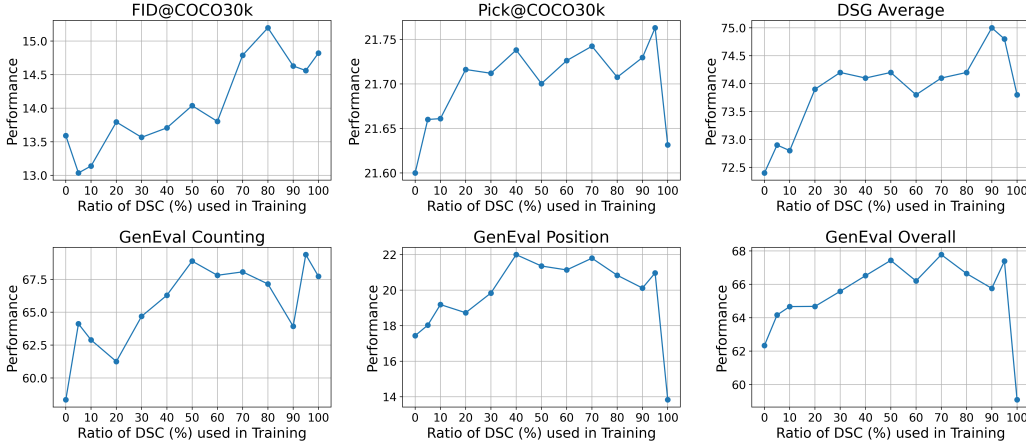 FID@COCO30k
Performance
15.0
14.5
14.0
13.5
13.0
0 10 20 30 40 50 60 70 80 90 100
Ratio of DSC (%) used in Training
Pick@COCO30k
Performance
21.75
21.70
21.65
21.60
0 10 20 30 40 50 60 70 80 90 100
Ratio of DSC (%) used in Training
DSG Average
Performance
75.0
74.5
74.0
73.5
73.0
72.5
0 10 20 30 40 50 60 70 80 90 100
Ratio of DSC (%) used in Training
GenEval Counting
Performance
67.5
65.0
62.5
60.0
0 10 20 30 40 50 60 70 80 90 100
Ratio of DSC (%) used in Training
GenEval Position
Performance
22
20
18
16
14
0 10 20 30 40 50 60 70 80 90 100
Ratio of DSC (%) used in Training
GenEval Overall
Performance
68
66
64
62
60
0 10 20 30 40 50 60 70 80 90 100
Ratio of DSC (%) used in Training